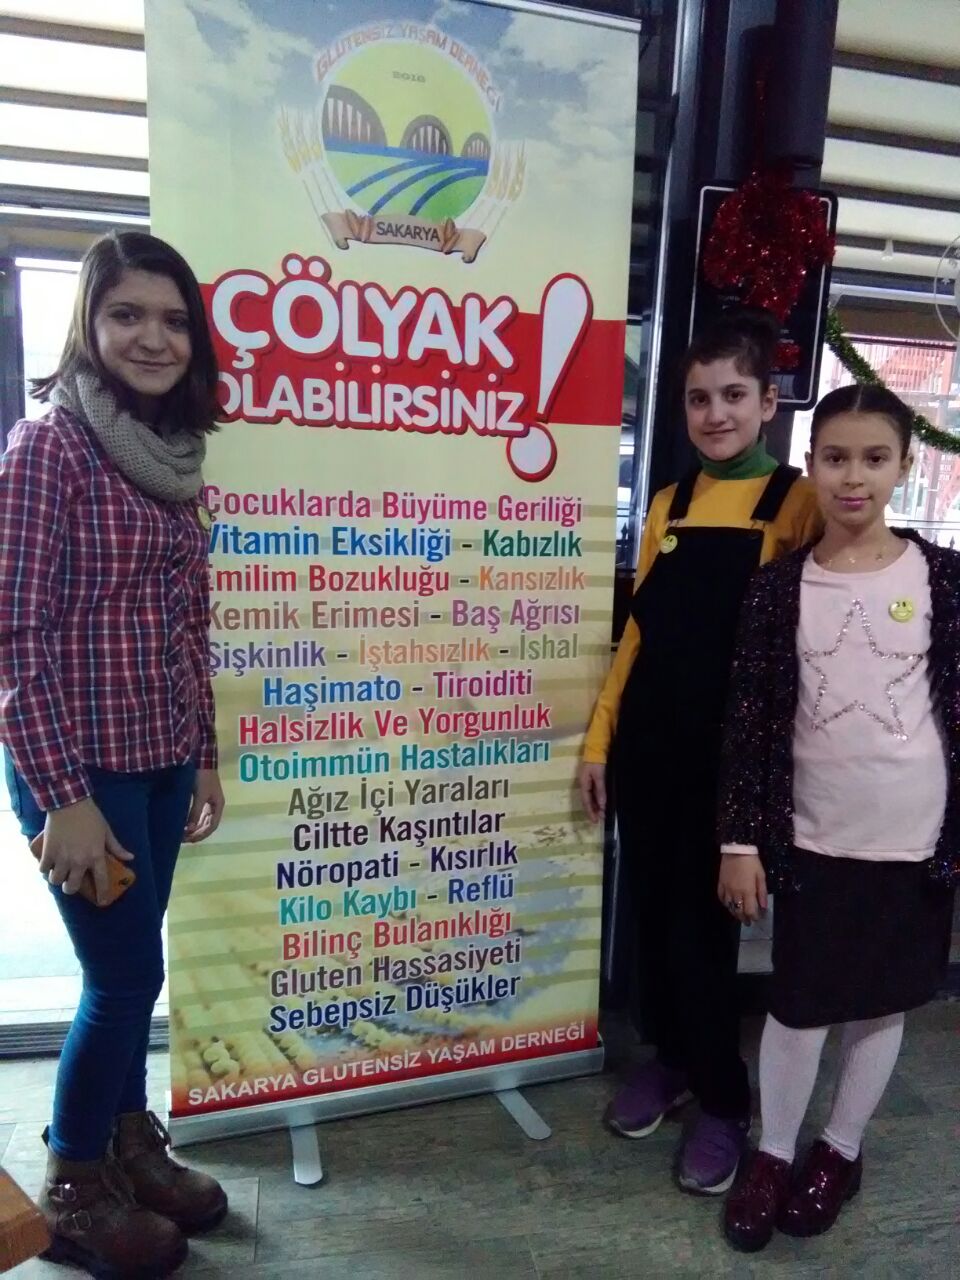 GLUTENSİZ YAŞAM DERNEĞİ
2018
SAKARYA
ÇÖLYAK
OLABİLİRSİNİZ!
Çocuklarda Büyüme Geriliği
Vitamin Eksikliği - Kabızlık
Emilim Bozukluğu - Kansızlık
Kemik Erimesi - Baş Ağrısı
Şişkinlik - İştahsızlık - İshal
Haşimato - Tiroiditi
Halsizlik Ve Yorgunluk
Otoimmün Hastalıkları
Ağız İçi Yaraları
Ciltte Kaşıntılar
Nöropati - Kısırlık
Kilo Kaybı - Reflü
Bilinç Bulanıklığı
Gluten Hassasiyeti
Sebepsiz Düşükler
SAKARYA GLUTENSİZ YAŞAM DERNEĞİ